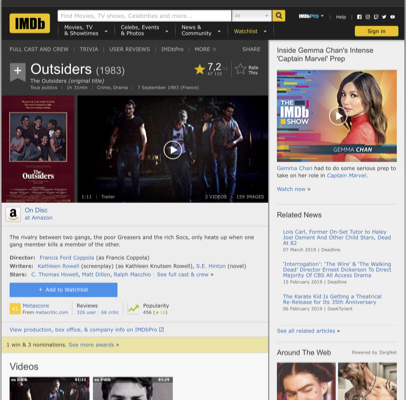 IMDb
Find Movies, TV shows, Celebrities and more...
All
Movies, TV & Showtimes
Celebs, Events & Photos
News & Community
Watchlist
IMDbPro
Help
Sign in
FULL CAST AND CREW | TRIVIA | USER REVIEWS | IMDbPro | MORE
SHARE
Outsiders (1983)
The Outsiders (original title)
Tous publics | 1h 31min | Crime, Drama | 7 September 1983 (France)
7,2
Rate This
The Outsiders
1:11 | Trailer
2 VIDEOS | 159 IMAGES
On Disc
at Amazon
The rivalry between two gangs, the poor Greasers and the rich Socs, only heats up when one
gang member kills a member of the other.
Director: Francis Ford Coppola (as Francis Coppola)
Writers: Kathleen Rowell (screenplay) (as Kathleen Knutsen Rowell), S.E. Hinton (novel)
Stars: C. Thomas Howell, Matt Dillon, Ralph Macchio | See full cast & crew »
+ Add to Watchlist
Metascore
From metacritic.com
Reviews
326 user | 66 critic
Popularity
View production, box office, & company info on IMDbPro
1 win & 3 nominations. See more awards »
Videos
Inside Gemma Chan's Intense
'Captain Marvel' Prep
THE IMDb SHOW
GEMMA CHAN
Gemma Chan had to do some serious prep to
take on her role in Captain Marvel.
Watch now »
Related News
Lois Carl, Former On-Set Tutor to Haley
Joel Osment And Other Child Stars, Dead
At 82
07 March 2019 | Deadline
'Interrogation': 'The Wire' & 'The Walking
Dead' Director Ernest Dickerson To Direct
Majority Of CBS All Access Drama
15 February 2019 | Deadline
The Karate Kid Is Getting a Theatrical
Re-Release for Its 35th Anniversary
06 February 2019 | GeekTyrant
See all related articles »
Around The Web
Powered by ZergNet